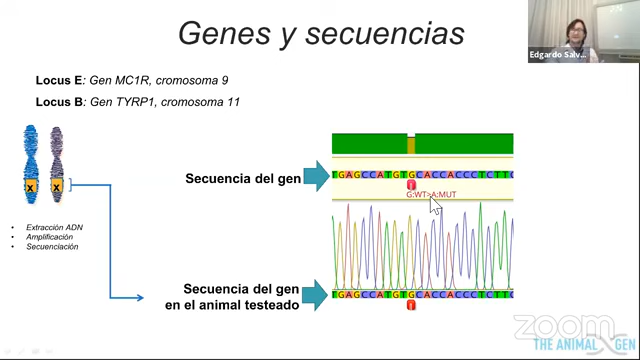 Genes y secuencias
Edgardo Salv...
Locus E: Gen MC1R, cromosoma 9
Locus B: Gen TYRP1, cromosoma 11
x x
Secuencia del gen
TGAGCCATGTGCACCACCCTCTTC
G:WT>A:MUT
• Extracción ADN
• Amplificación
• Secuenciación
Secuencia del gen
en el animal testeado
TGAGCCATGTGCACCACCCTCTTC
zoom
THE ANIMAL GEN